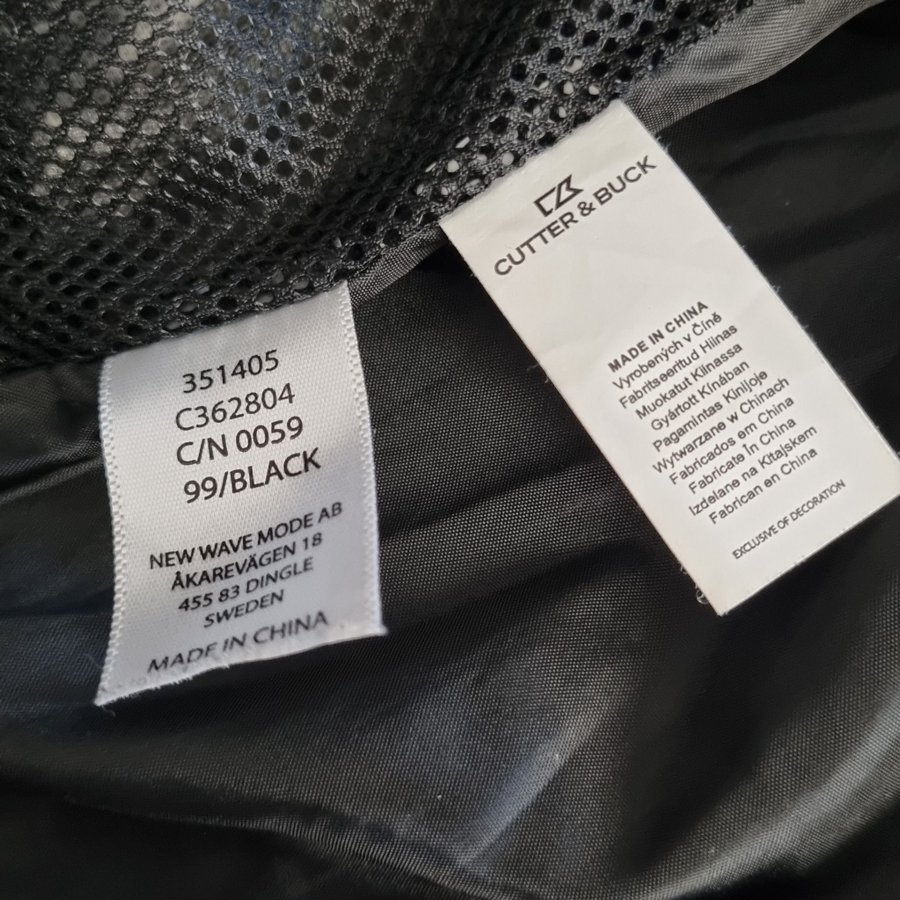 351405
C362804
C/N 0059
99/BLACK
NEW WAVE MODE AB
ÅKAREVÄGEN 18
455 83 DINGLE
SWEDEN
MADE IN CHINA
CUTTER & BUCK
MADE IN CHINA
Vyrobených v Číně
Fabritseeritud Hiinas
Muokatut Kiinassa
Gyártott Kínában
Pagamintas Kinijoje
Wytwarzane w Chinach
Fabricados em China
Fabricate în China
Izdelane na Kitajskem
Fabrican en China
EXCLUSIVE OF DECORATION